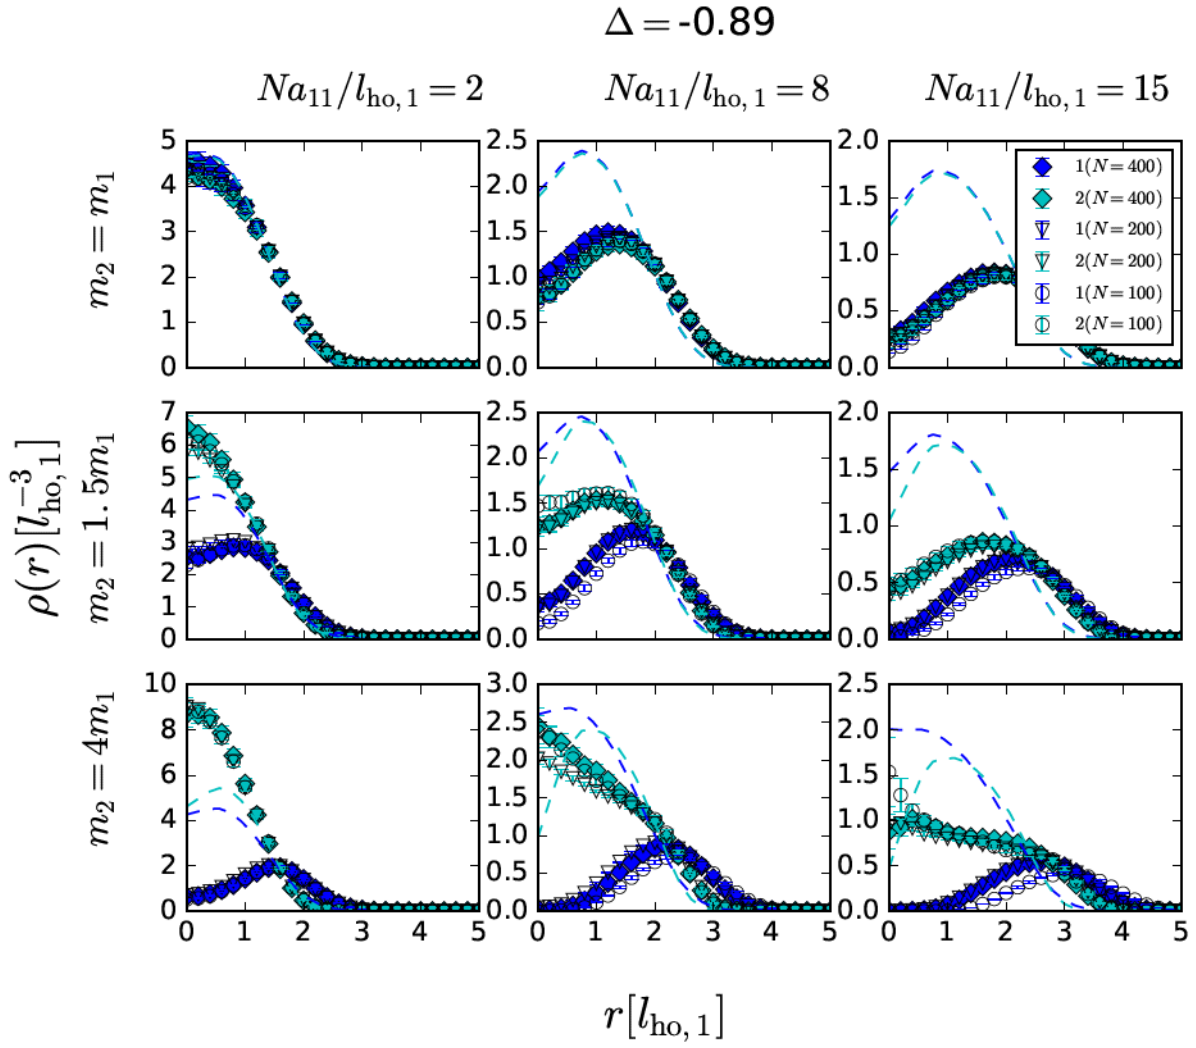 Δ = -0.89
Na₁₁/l_ho,1 = 2 Na₁₁/l_ho,1 = 8 Na₁₁/l_ho,1 = 15
m₂ = m₁
5 4 3 2 1 0
2.5 2.0 1.5 1.0 0.5 0.0
2.0 1.5 1.0 0.5 0.0
1(N=400)
2(N=400)
1(N=200)
2(N=200)
1(N=100)
2(N=100)
ρ(r)[l_ho,1^−3]
m₂ = 1.5m₁
7 6 5 4 3 2 1 0
2.5 2.0 1.5 1.0 0.5 0.0
2.0 1.5 1.0 0.5 0.0
m₂ = 4m₁
10 8 6 4 2 0
3.0 2.5 2.0 1.5 1.0 0.5 0.0
2.5 2.0 1.5 1.0 0.5 0.0
0 1 2 3 4 5 0 1 2 3 4 5 0 1 2 3 4 5
r[l_ho,1]